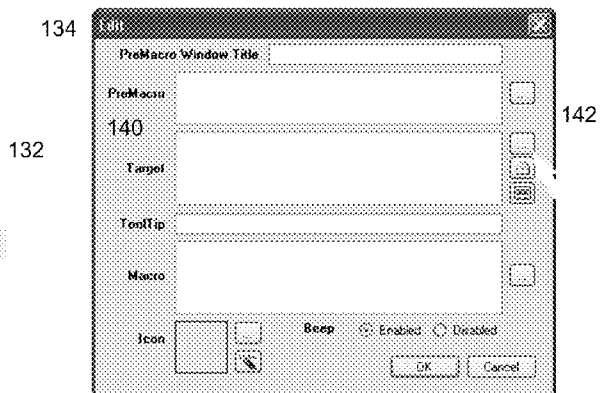 134
Edit
PreMacro Window Title
PreMacro
142
140
132
Target
ToolTip
Macro
Icon
Beep Enabled Disabled
OK Cancel